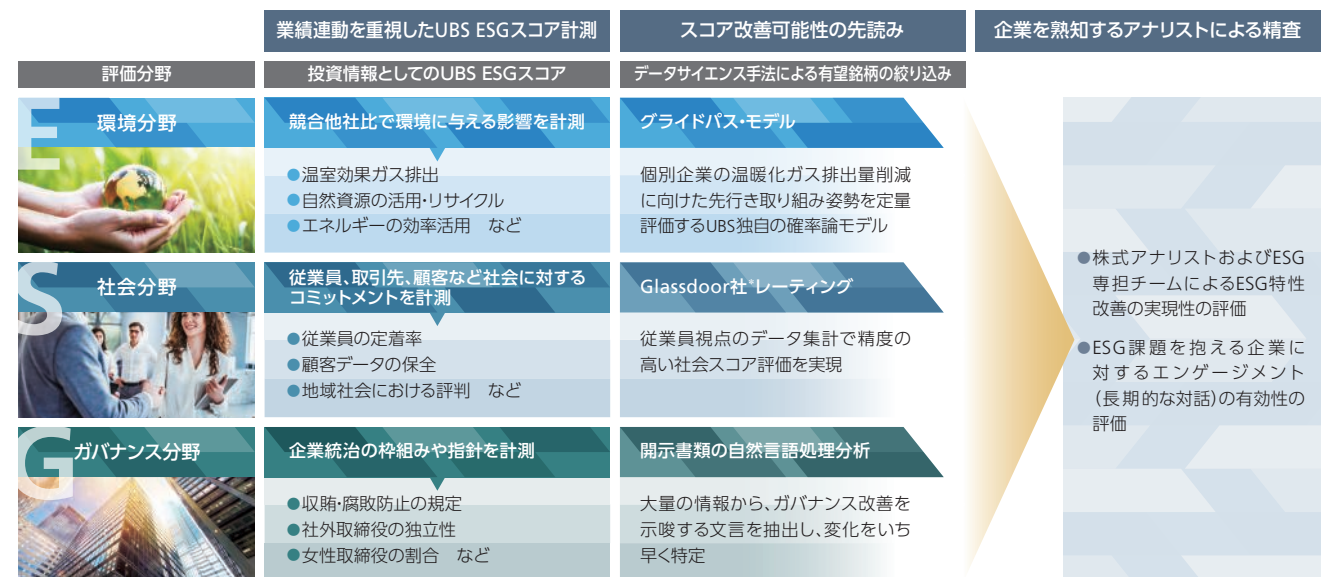 業績連動を重視したUBS ESGスコア計測
スコア改善可能性の先読み
企業を熟知するアナリストによる精査
評価分野
投資情報としてのUBS ESGスコア
データサイエンス手法による有望銘柄の絞り込み
E
環境分野
競合他社比で環境に与える影響を計測
●温室効果ガス排出
●自然資源の活用・リサイクル
●エネルギーの効率活用　など
グライドパス・モデル
個別企業の温暖化ガス排出量削減
に向けた先行き取り組み姿勢を定量
評価するUBS独自の確率論モデル
S
社会分野
従業員、取引先、顧客など社会に対する
コミットメントを計測
●従業員の定着率
●顧客データの保全
●地域社会における評判　など
Glassdoor社*レーティング
従業員視点のデータ集計で精度の
高い社会スコア評価を実現
G
ガバナンス分野
企業統治の枠組みや指針を計測
●収賄・腐敗防止の規定
●社外取締役の独立性
●女性取締役の割合　など
開示書類の自然言語処理分析
大量の情報から、ガバナンス改善を
示唆する文言を抽出し、変化をいち
早く特定
●株式アナリストおよびESG
専担チームによるESG特性
改善の実現性の評価
●ESG課題を抱える企業に
対するエンゲージメント
（長期的な対話）の有効性の
評価